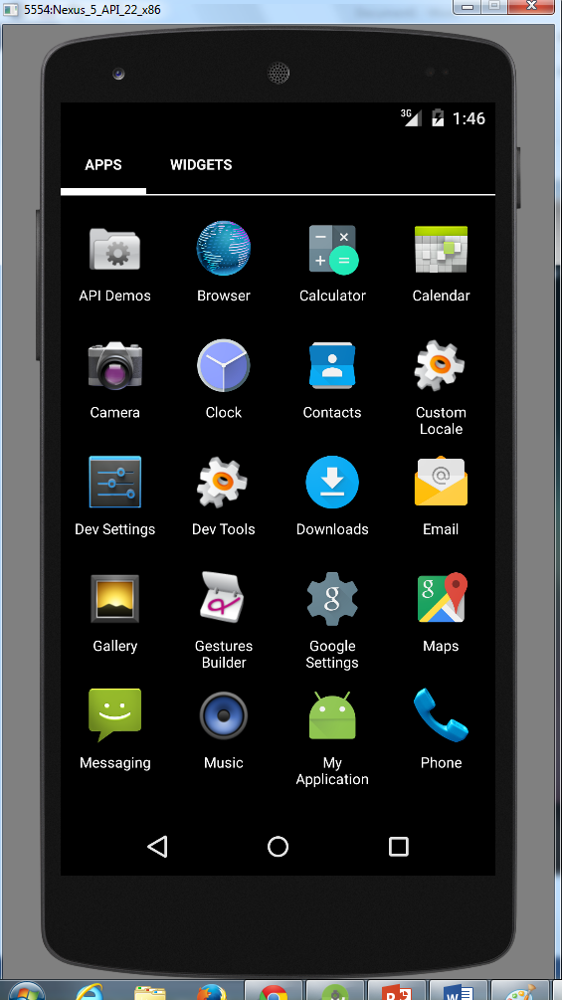 5554:Nexus_5_API_22_x86
3G 1:46
APPS WIDGETS
API Demos Browser Calculator Calendar
Camera Clock Contacts Custom
Locale
Dev Settings Dev Tools Downloads Email
Gallery Gestures Google Maps
Builder Settings
Messaging Music My Phone
Application